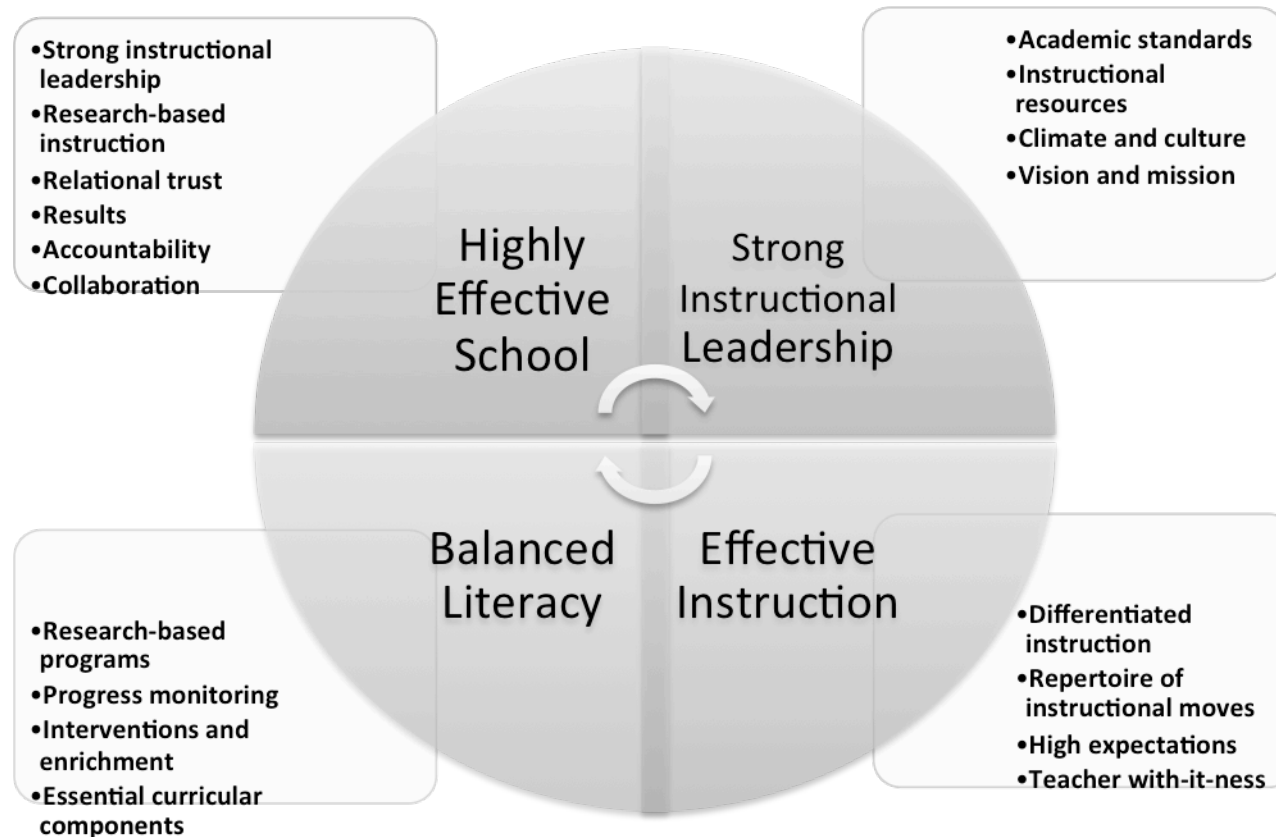 •Strong instructional
leadership
•Research-based
instruction
•Relational trust
•Results
•Accountability
•Collaboration
•Academic standards
•Instructional
resources
•Climate and culture
•Vision and mission
Highly
Effective
School
Strong
Instructional
Leadership
Balanced
Literacy
Effective
Instruction
•Research-based
programs
•Progress monitoring
•Interventions and
enrichment
•Essential curricular
components
•Differentiated
instruction
•Repertoire of
instructional moves
•High expectations
•Teacher with-it-ness